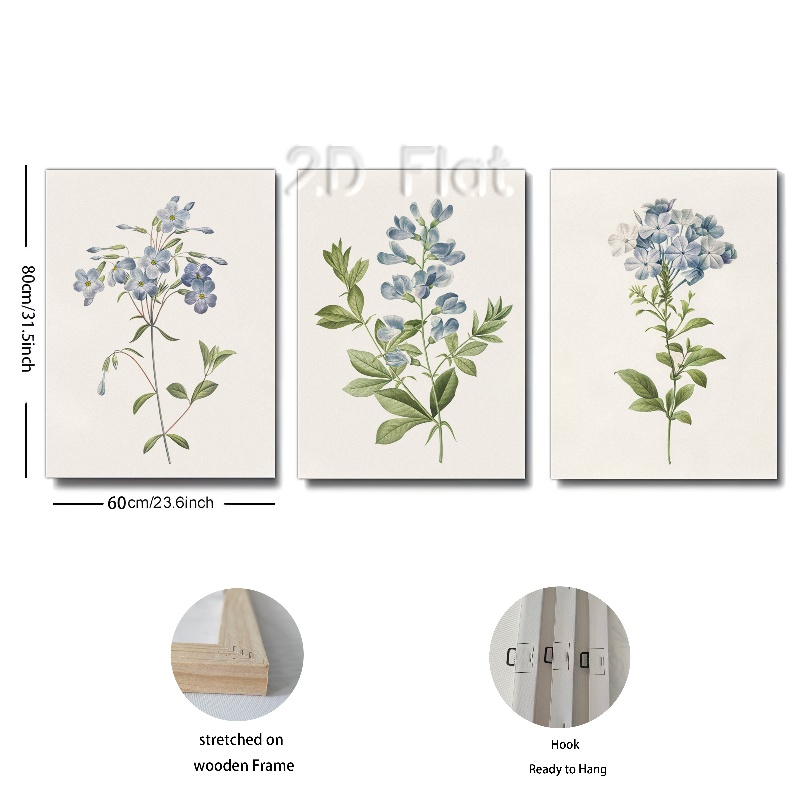 2D Flat
80cm/31.5inch
60cm/23.6inch
stretched on
wooden Frame
Hook
Ready to Hang